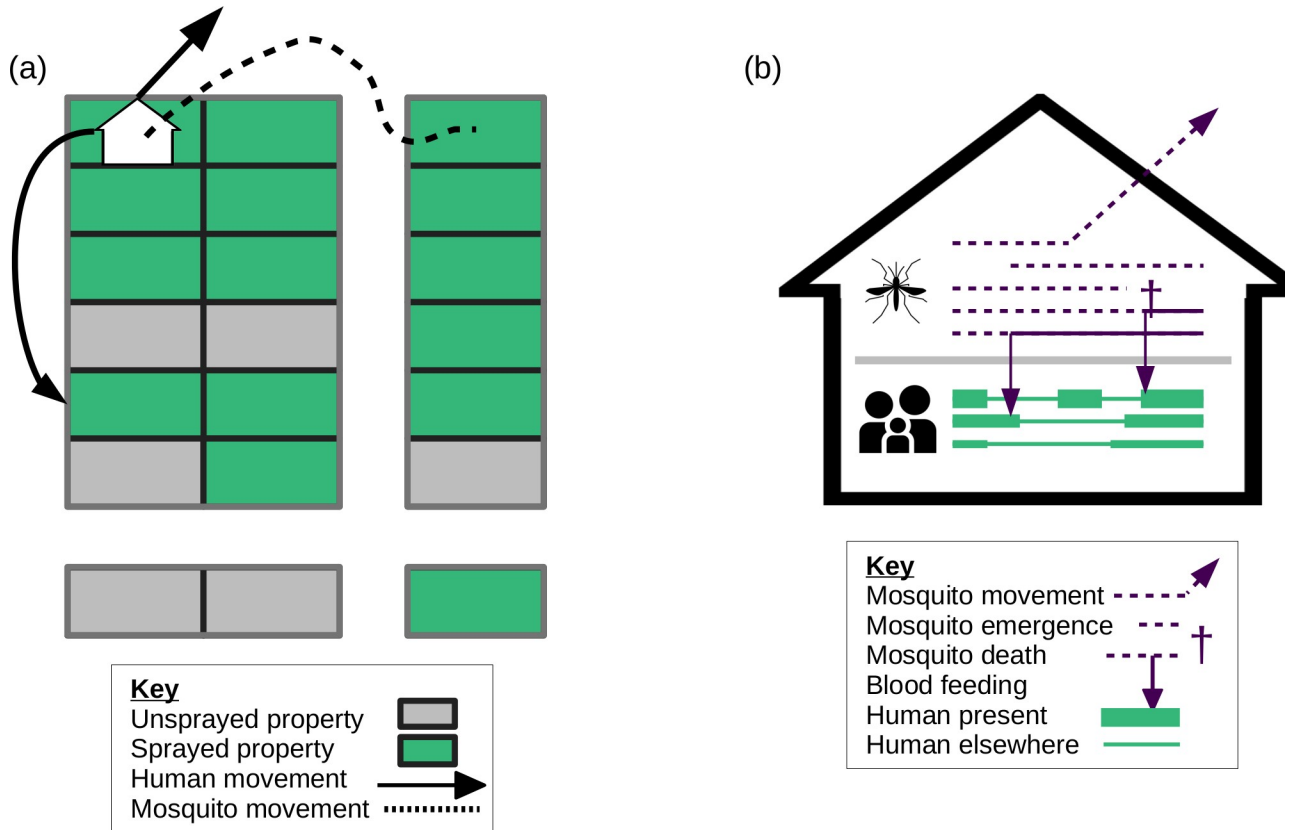 (a)
(b)
Key
Unsprayed property
Sprayed property
Human movement
Mosquito movement
Key
Mosquito movement
Mosquito emergence
Mosquito death
Blood feeding
Human present
Human elsewhere